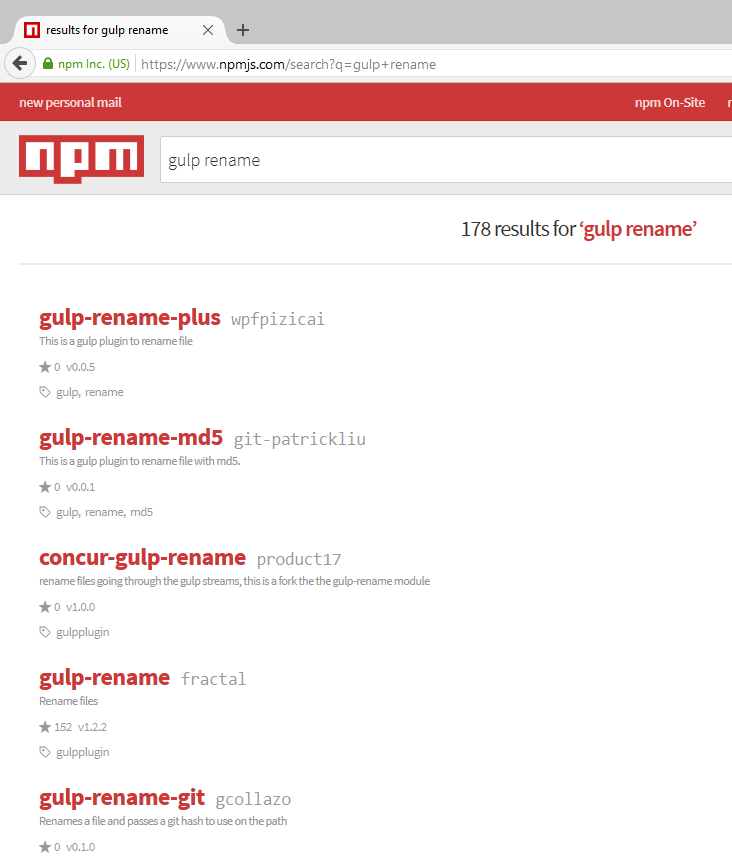 results for gulp rename
npm Inc. (US) https://www.npmjs.com/search?q=gulp+rename
new personal mail npm On-Site
npm gulp rename
178 results for ‘gulp rename’
gulp-rename-plus wpfpizicai
This is a gulp plugin to rename file
0 v0.0.5
gulp, rename
gulp-rename-md5 git-patrickliu
This is a gulp plugin to rename file with md5.
0 v0.0.1
gulp, rename, md5
concur-gulp-rename product17
rename files going through the gulp streams, this is a fork the the gulp-rename module
0 v1.0.0
gulpplugin
gulp-rename fractal
Rename files
152 v1.2.2
gulpplugin
gulp-rename-git gcollazo
Renames a file and passes a git hash to use on the path
0 v0.1.0